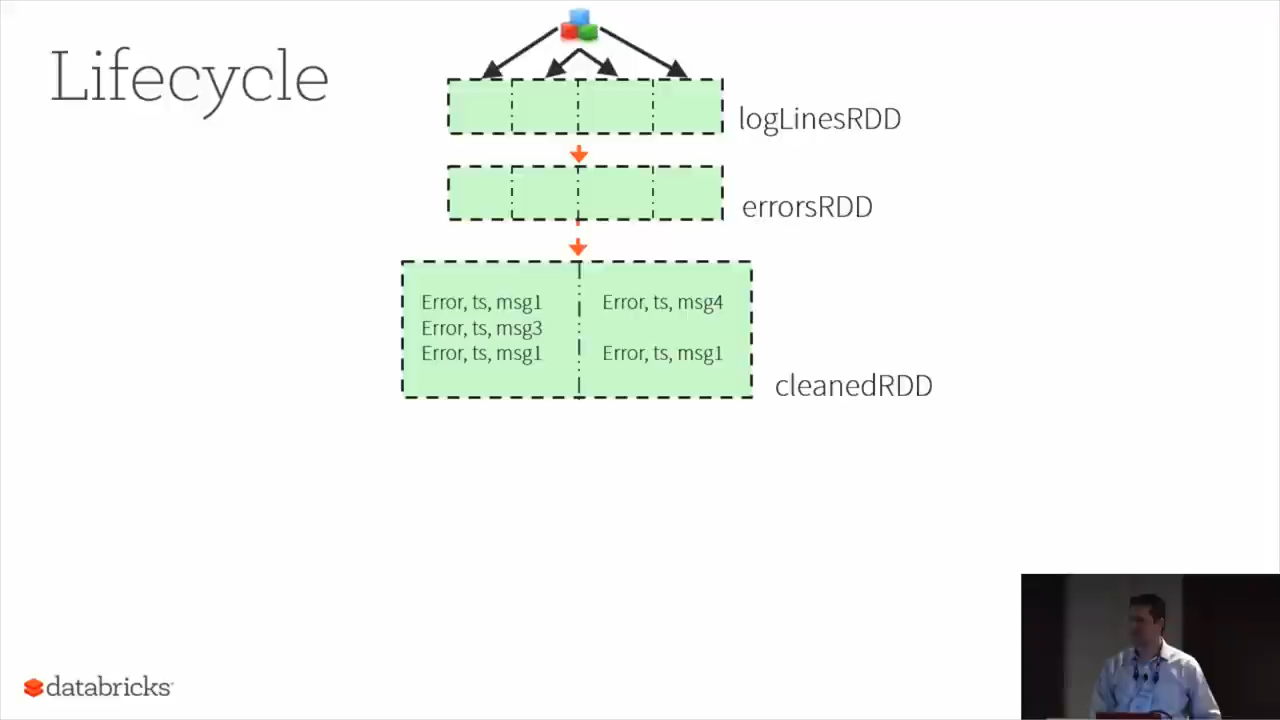 Lifecycle
logLinesRDD
errorsRDD
Error, ts, msg1
Error, ts, msg3
Error, ts, msg1
Error, ts, msg4
Error, ts, msg1
cleanedRDD
databricks